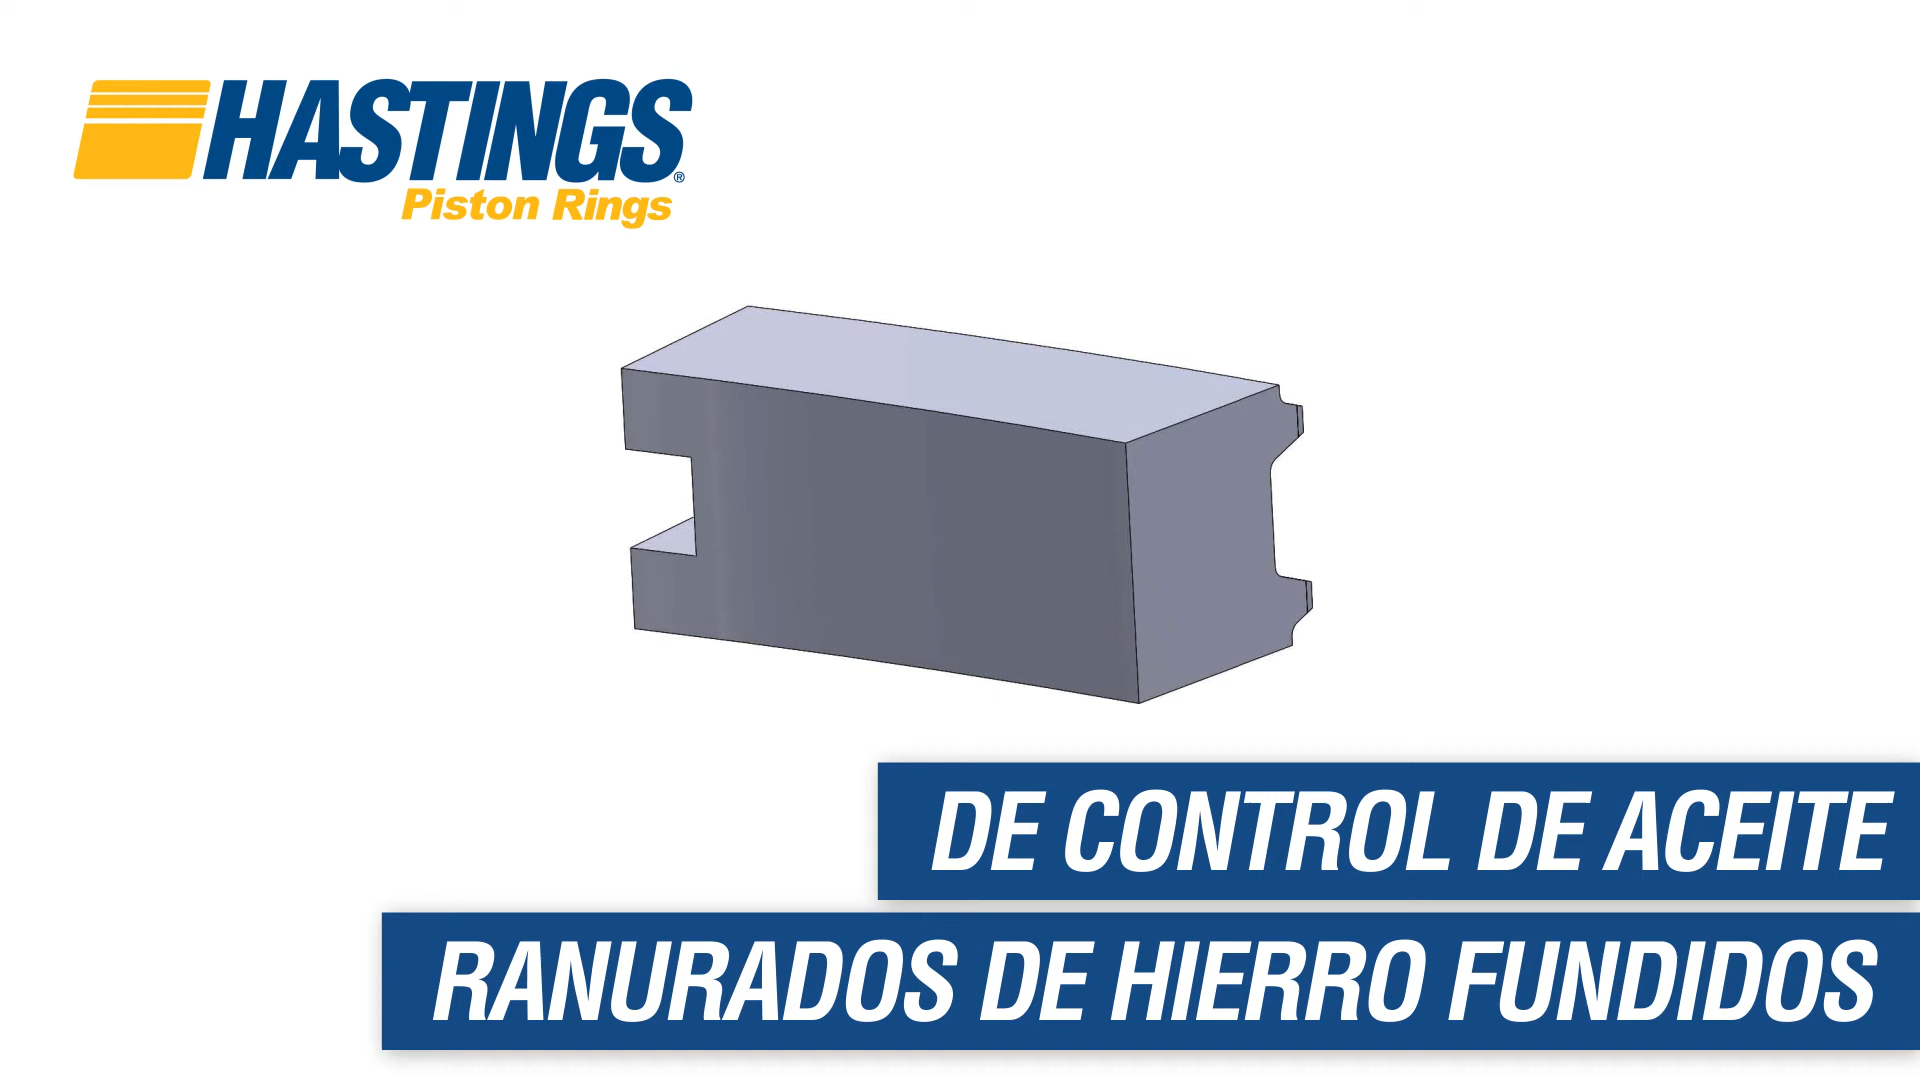 HASTINGS®
Piston Rings
DE CONTROL DE ACEITE
RANURADOS DE HIERRO FUNDIDOS